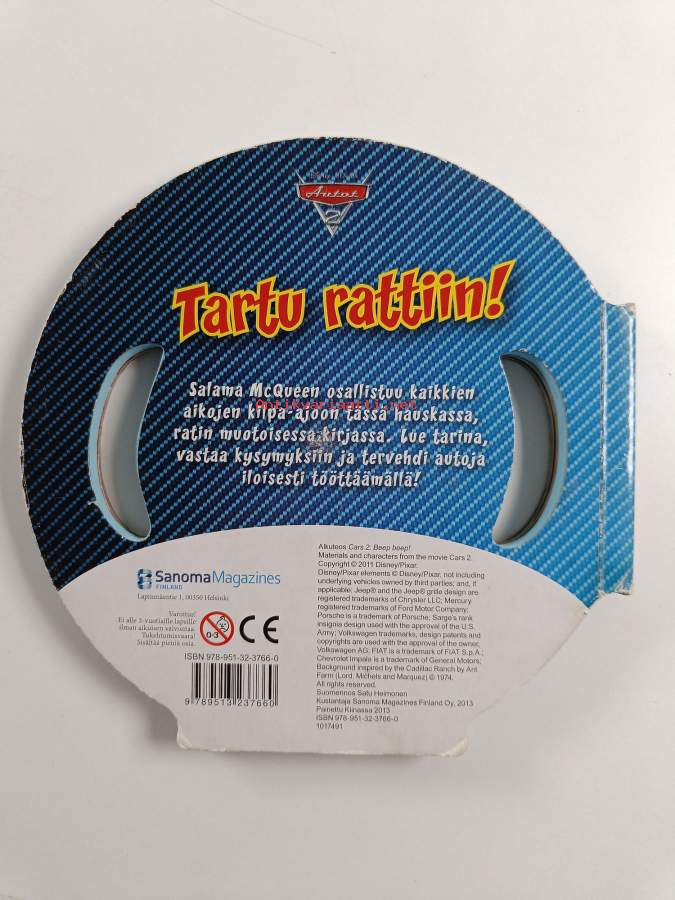 DISNEY · PIXAR
Autot
2
Tartu rattiin!
Salama McQueen osallistuu kaikkien
aikojen kilpa-ajoon tässä hauskassa,
Antikvariaatti.net
ratin muotoisessa kirjassa. Lue tarina,
vastaa kysymyksiin ja tervehdi autoja
iloisesti tööttäämällä!
Sanoma Magazines
FINLAND
Lapinmäentie 1, 00350 Helsinki
Varoitus!
Ei alle 3-vuotiaille lapsille
ilman aikuisen valvontaa.
Tukehtumisvaara!
Sisältää pieniä osia.
0-3
CE
ISBN 978-951-32-3766-0
9 789513 237660
Alkuteos Cars 2: Beep beep!
Materials and characters from the movie Cars 2.
Copyright © 2011 Disney/Pixar.
Disney/Pixar elements © Disney/Pixar, not including
underlying vehicles owned by third parties; and, if
applicable: Jeep® and the Jeep® grille design are
registered trademarks of Chrysler LLC; Mercury
registered trademarks of Ford Motor Company;
Porsche is a trademark of Porsche; Sarge's rank
insignia design used with the approval of the U.S.
Army; Volkswagen trademarks, design patents and
copyrights are used with the approval of the owner,
Volkswagen AG; FIAT is a trademark of FIAT S.p.A.;
Chevrolet Impala is a trademark of General Motors;
Background inspired by the Cadillac Ranch by Ant
Farm (Lord, Michels and Marquez) © 1974.
All rights reserved.
Suomennos Satu Heimonen
Kustantaja Sanoma Magazines Finland Oy, 2013
Painettu Kiinassa 2013
ISBN 978-951-32-3766-0
1017491